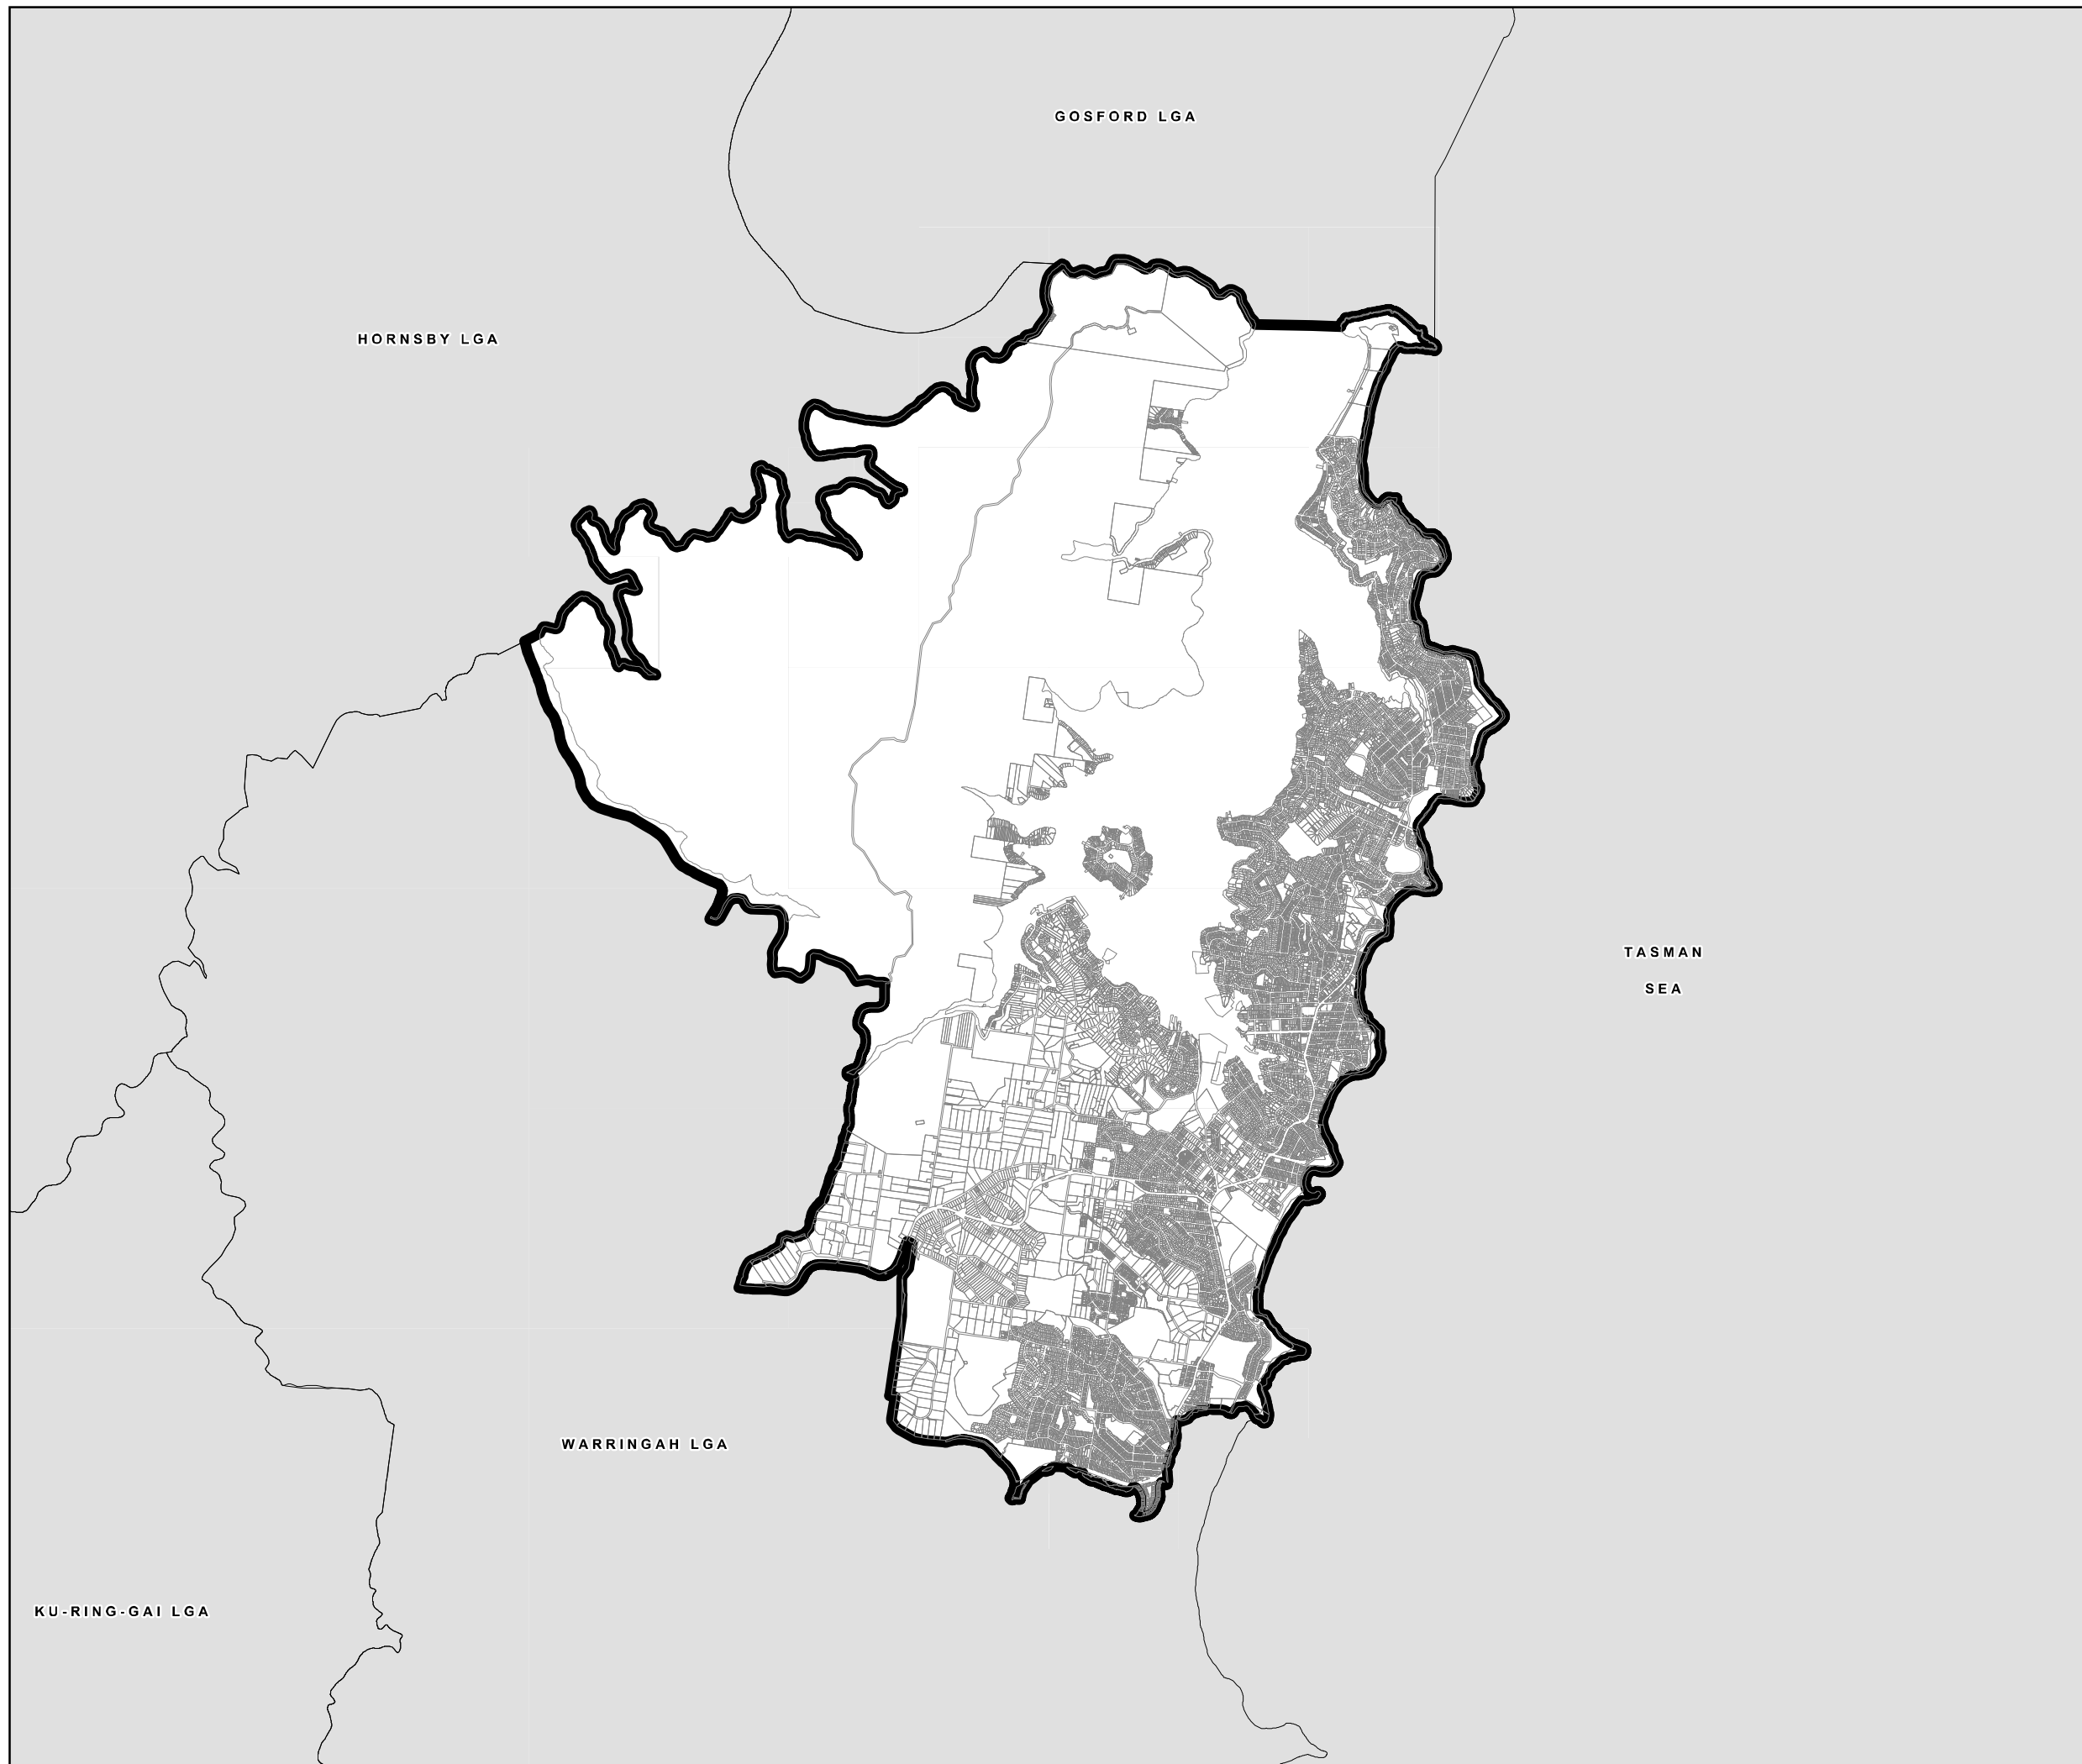 GOSFORD LGA
HORNSBY LGA
TASMAN
SEA
WARRINGAH LGA
KU-RING-GAI LGA